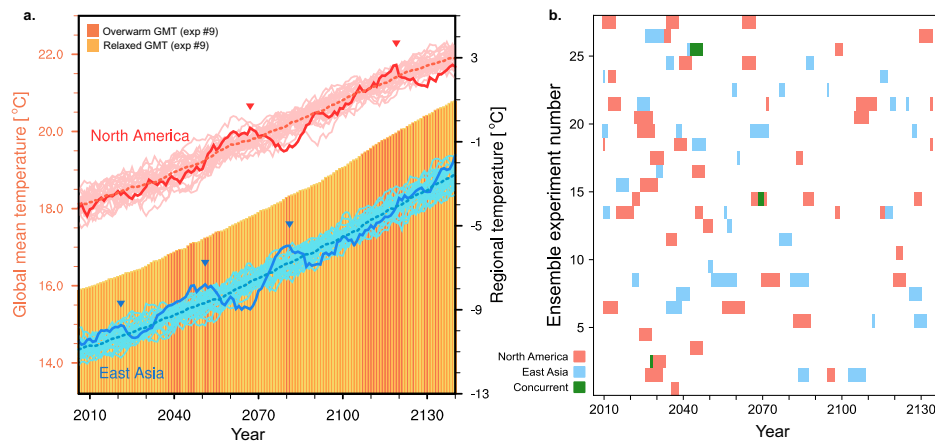 a.
Overwarm GMT (exp #9)
Relaxed GMT (exp #9)
Global mean temperature [ °C]
22.0
20.0
18.0
16.0
14.0
North America
East Asia
3
-1
-5
-9
-13
Regional temperature [ °C]
2010 2040 2070 2100 2130
Year
b.
Ensemble experiment number
25
20
15
10
5
North America
East Asia
Concurrent
2010 2040 2070 2100 2130
Year